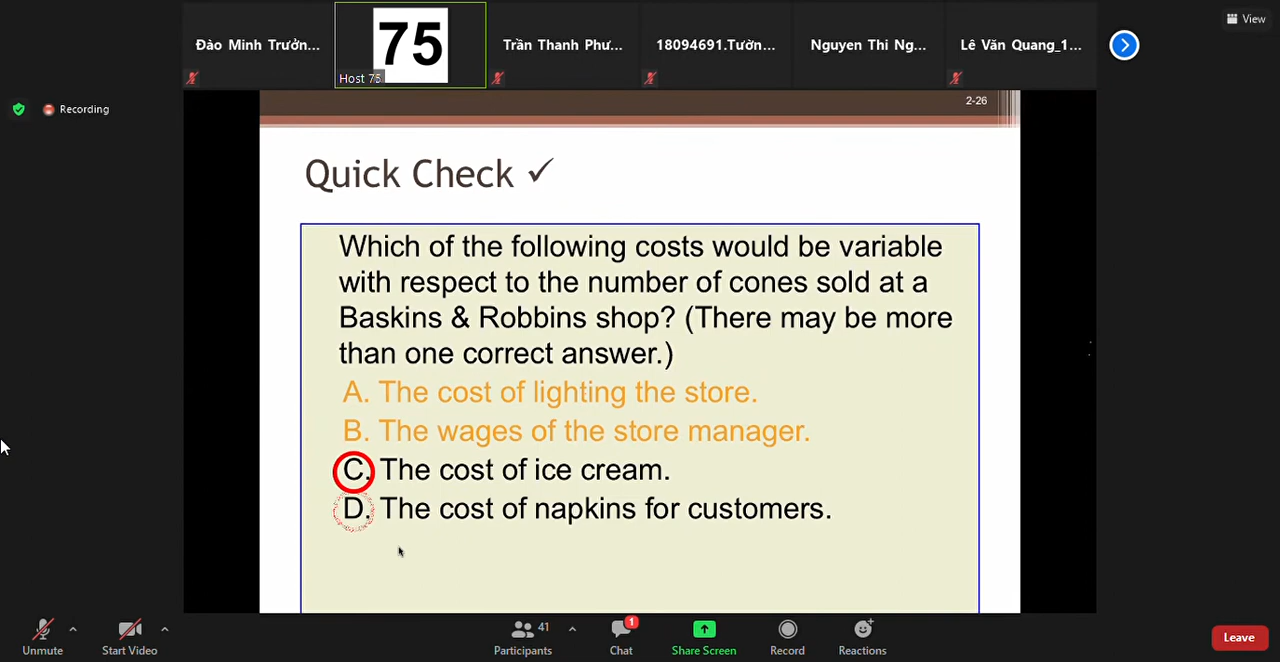 View
Đào Minh Trưởn...
75
Host 75
Trần Thanh Phư...
18094691.Tườn...
Nguyen Thi Ng...
Lê Văn Quang_1...
Recording
2-26
Quick Check ✓
Which of the following costs would be variable
with respect to the number of cones sold at a
Baskins & Robbins shop? (There may be more
than one correct answer.)
A. The cost of lighting the store.
B. The wages of the store manager.
C. The cost of ice cream.
D. The cost of napkins for customers.
Unmute
Start Video
41
Participants
1
Chat
Share Screen
Record
Reactions
Leave